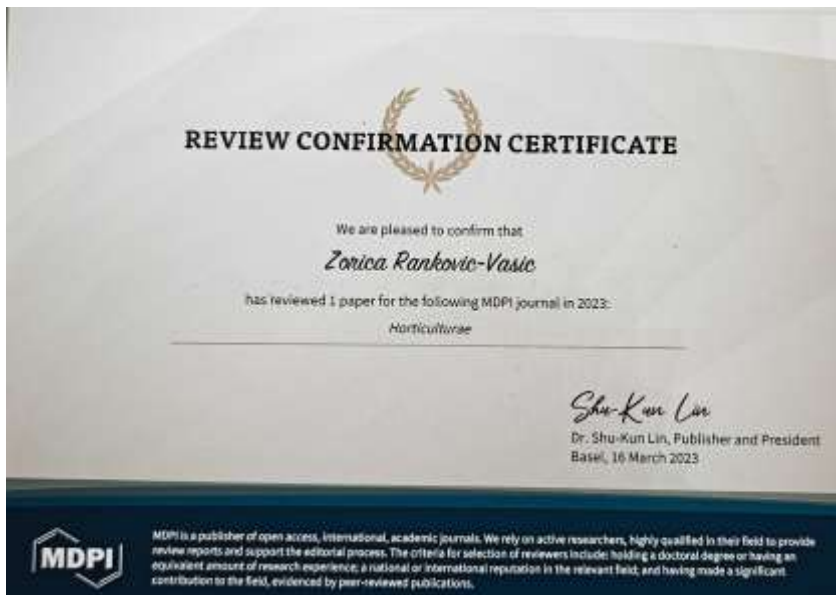 REVIEW CONFIRMATION CERTIFICATE
We are pleased to confirm that
Zorica Rankovic-Vasic
has reviewed 1 paper for the following MDPI journal in 2023:
Horticulturae
Shu-Kun Lin
Dr. Shu-Kun Lin, Publisher and President
Basel, 16 March 2023
MDPI
MDPI is a publisher of open access, international, academic journals. We rely on active researchers, highly qualified in their field to provide
review reports and support the editorial process. The criteria for selection of reviewers include: holding a doctoral degree or having an
equivalent amount of research experience; a national or international reputation in the relevant field; and having made a significant
contribution to the field, evidenced by peer-reviewed publications.